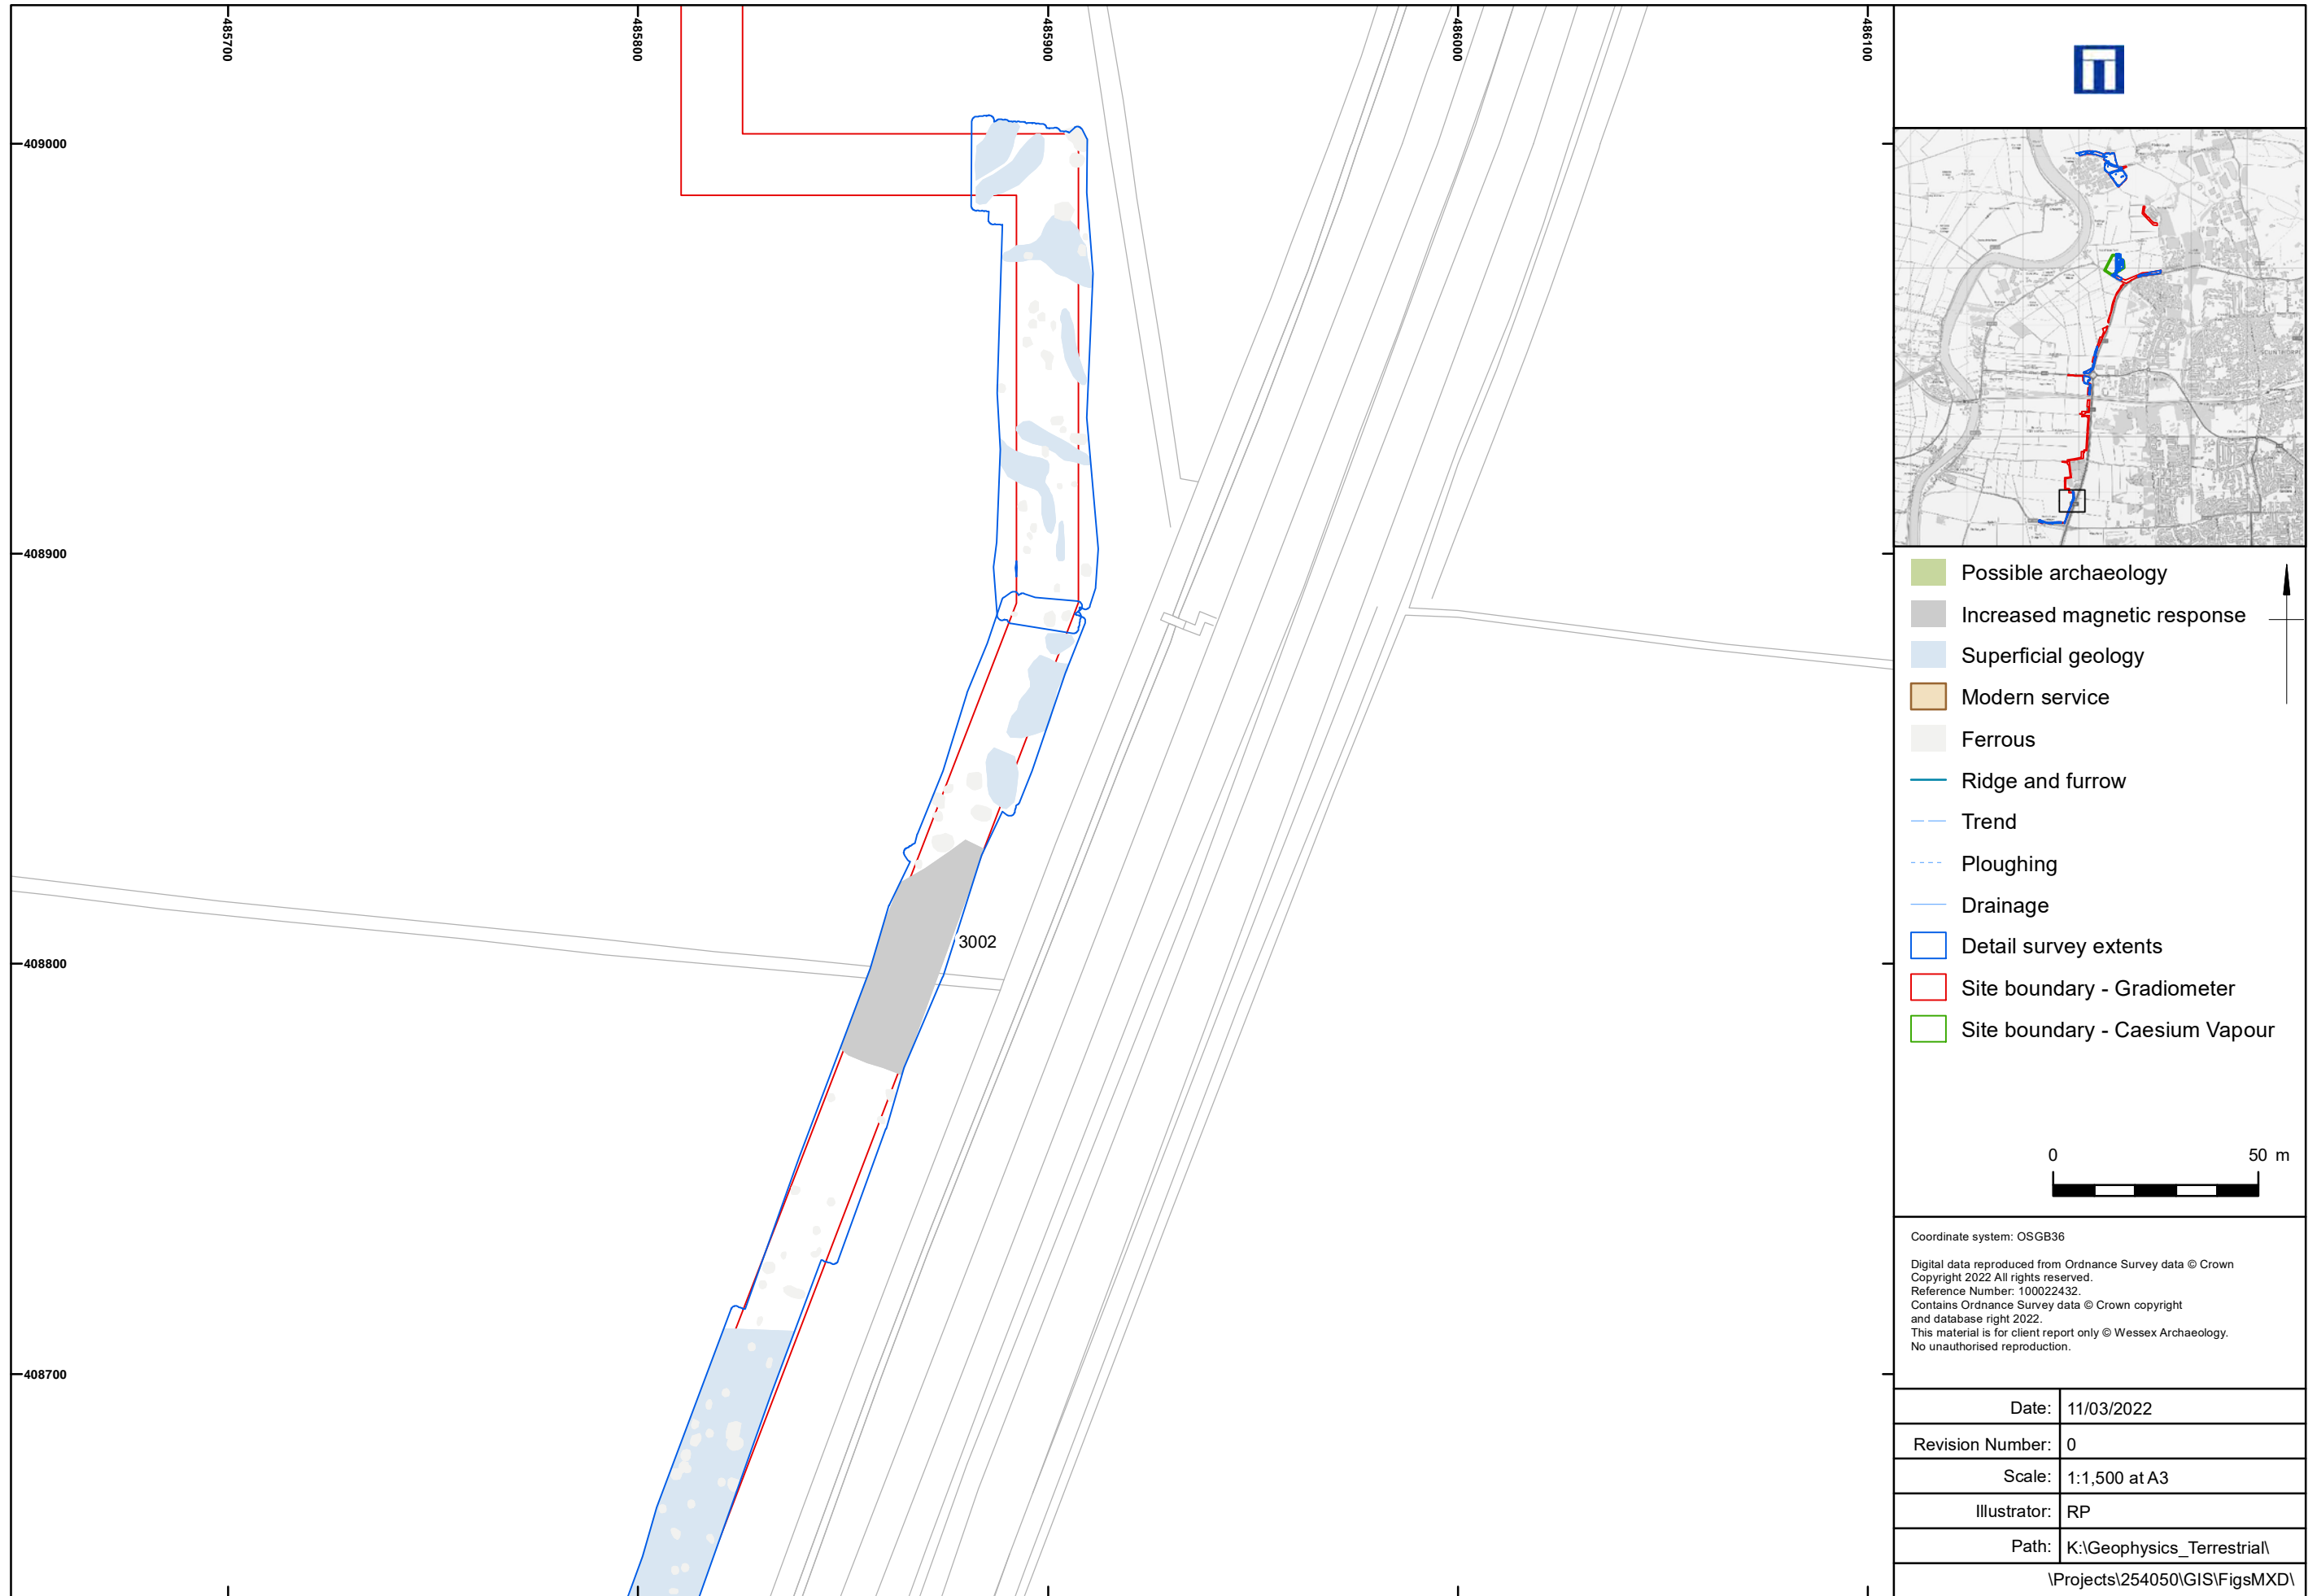 485700
485800
485900
486000
486100
409000
408900
408800
408700
3002
Possible archaeology
Increased magnetic response
Superficial geology
Modern service
Ferrous
Ridge and furrow
Trend
Ploughing
Drainage
Detail survey extents
Site boundary - Gradiometer
Site boundary - Caesium Vapour
0 50 m
Coordinate system: OSGB36
Digital data reproduced from Ordnance Survey data © Crown
Copyright 2022 All rights reserved.
Reference Number: 100022432.
Contains Ordnance Survey data © Crown copyright
and database right 2022.
This material is for client report only © Wessex Archaeology.
No unauthorised reproduction.
Date: 11/03/2022
Revision Number: 0
Scale: 1:1,500 at A3
Illustrator: RP
Path: K:\Geophysics_Terrestrial\
\Projects\254050\GIS\FigsMXD\